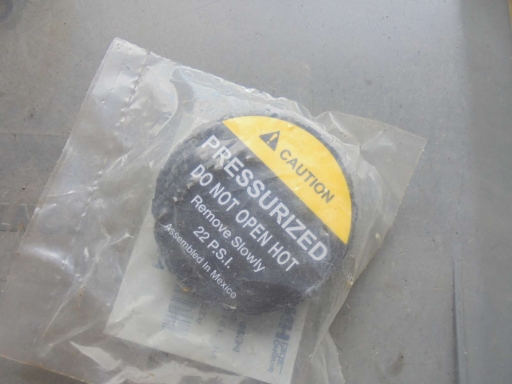 CAUTION
PRESSURIZED
DO NOT OPEN HOT
Remove Slowly
22 P.S.I.
Assembled In Mexico